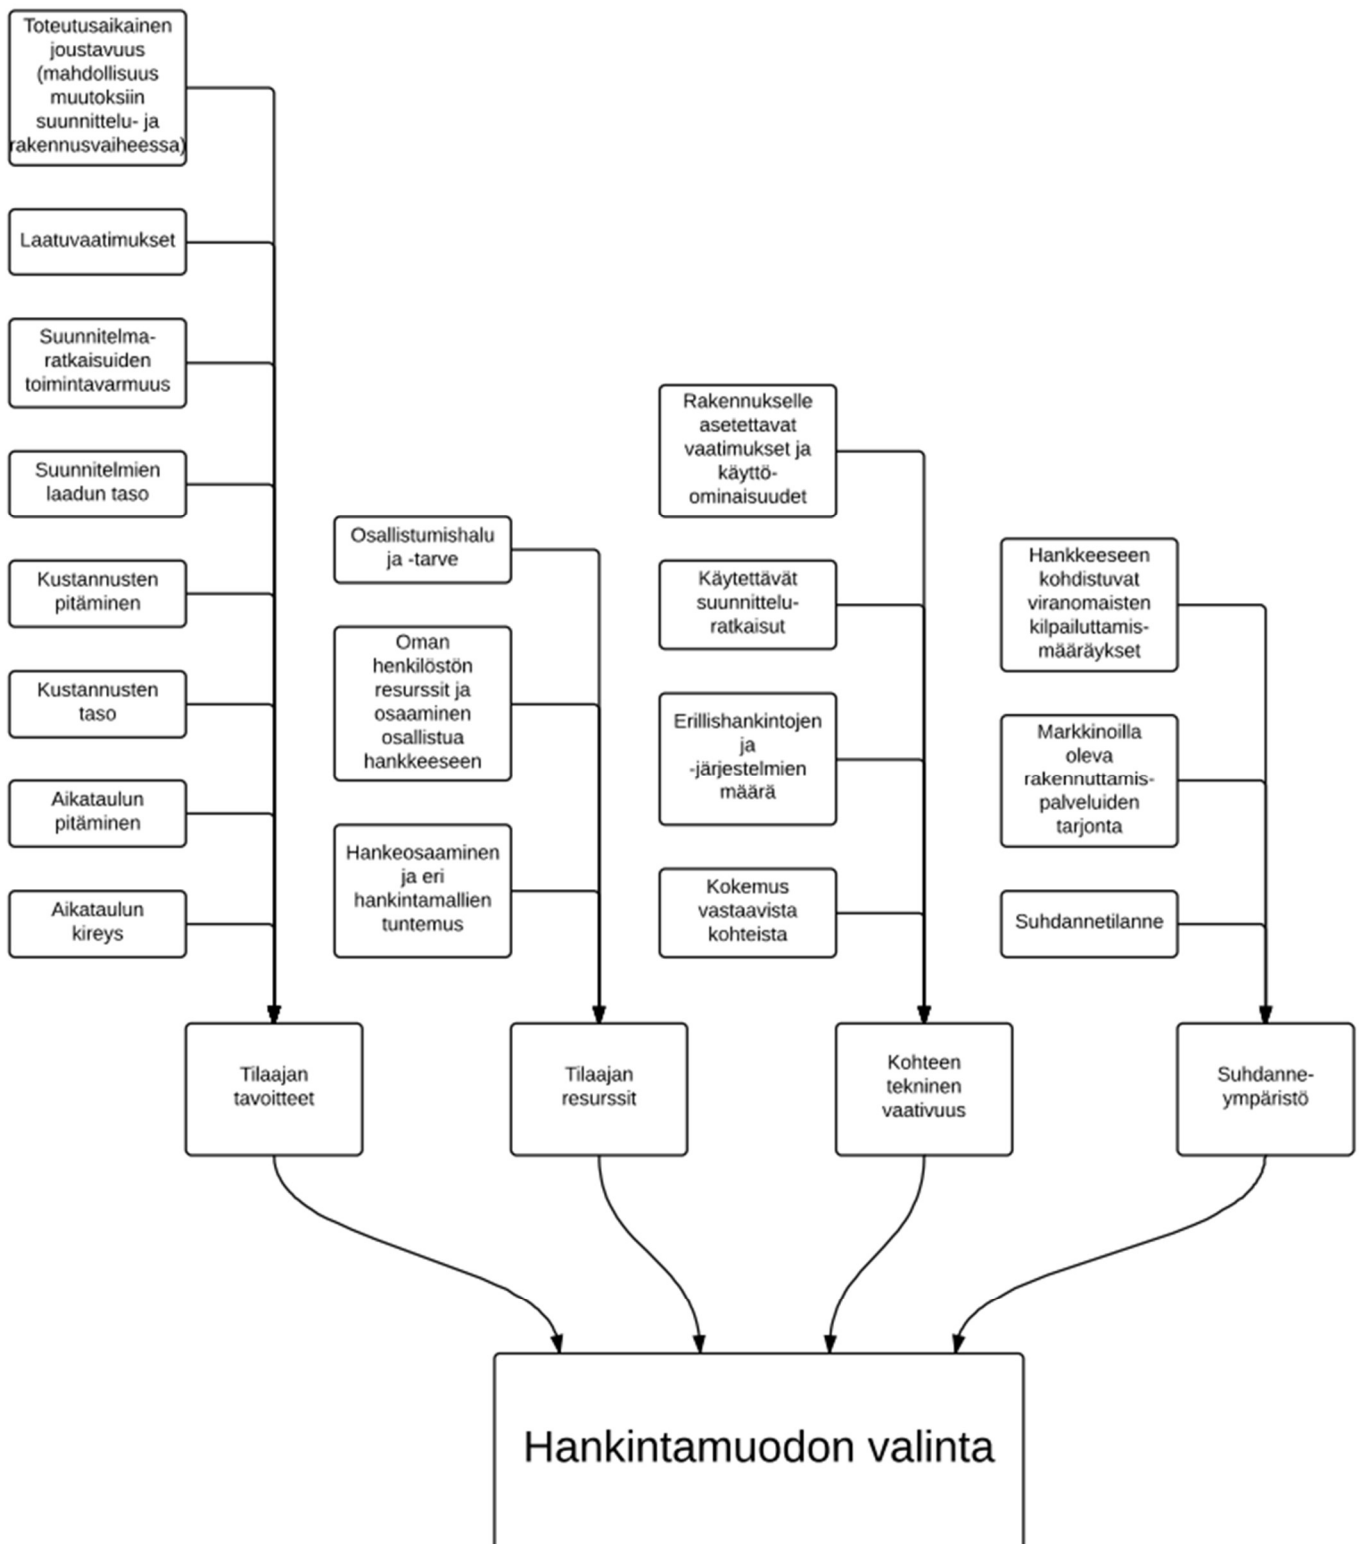 Toteutusaikainen
joustavuus
(mahdollisuus
muutoksiin
suunnittelu- ja
rakennusvaiheessa)
Laatuvaatimukset
Suunnitelma-
ratkaisuiden
toimintavarmuus
Suunnitelmien
laadun taso
Kustannusten
pitäminen
Kustannusten
taso
Aikataulun
pitäminen
Aikataulun
kireys
Osallistumishalu
ja -tarve
Oman
henkilöstön
resurssit ja
osaaminen
osallistua
hankkeeseen
Hankeosaaminen
ja eri
hankintamallien
tuntemus
Rakennukselle
asetettavat
vaatimukset ja
käyttö-
ominaisuudet
Käytettävät
suunnittelu-
ratkaisut
Erillishankintojen
ja
-järjestelmien
määrä
Kokemus
vastaavista
kohteista
Hankkeeseen
kohdistuvat
viranomaisten
kilpailuttamis-
määräykset
Markkinoilla
oleva
rakennuttamis-
palveluiden
tarjonta
Suhdannetilanne
Tilaajan
tavoitteet
Tilaajan
resurssit
Kohteen
tekninen
vaativuus
Suhdanne-
ympäristö
Hankintamuodon valinta